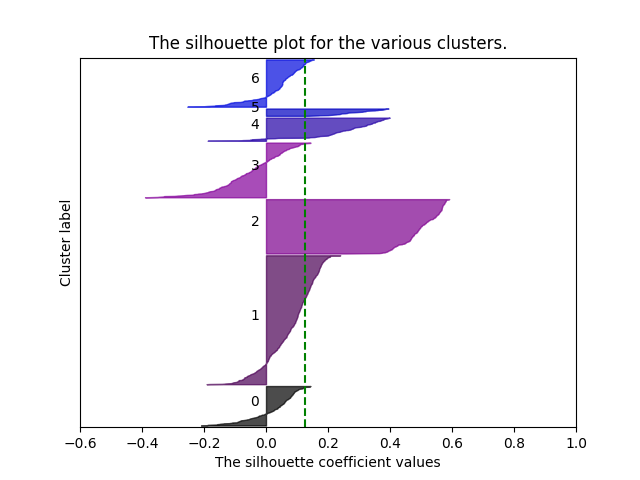 The silhouette plot for the various clusters.
6
5
4
3
2
1
0
Cluster label
−0.6 −0.4 −0.2 0.0 0.2 0.4 0.6 0.8 1.0
The silhouette coefficient values